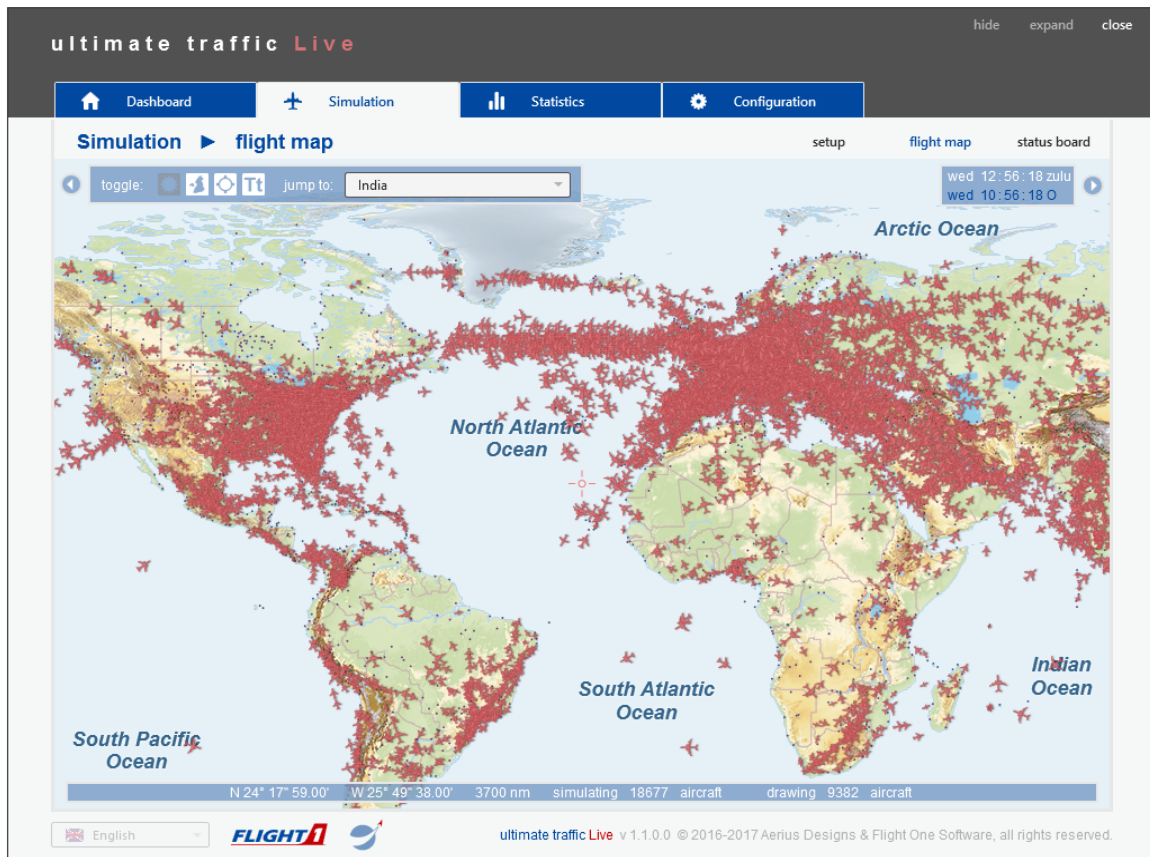 hide expand close
ultimate traffic Live
Dashboard Simulation Statistics Configuration
Simulation ► flight map
setup flight map status board
toggle: Tt jump to: India
wed 12:56:18 zulu
wed 10:56:18 O
Arctic Ocean
North Atlantic
Ocean
South Atlantic
Ocean
Indian
Ocean
South Pacific
Ocean
N 24° 17" 59.00' W 25° 49" 38.00' 3700 nm simulating 18677 aircraft drawing 9382 aircraft
English
FLIGHT1
ultimate traffic Live v 1.1.0.0 © 2016-2017 Aerius Designs & Flight One Software, all rights reserved.